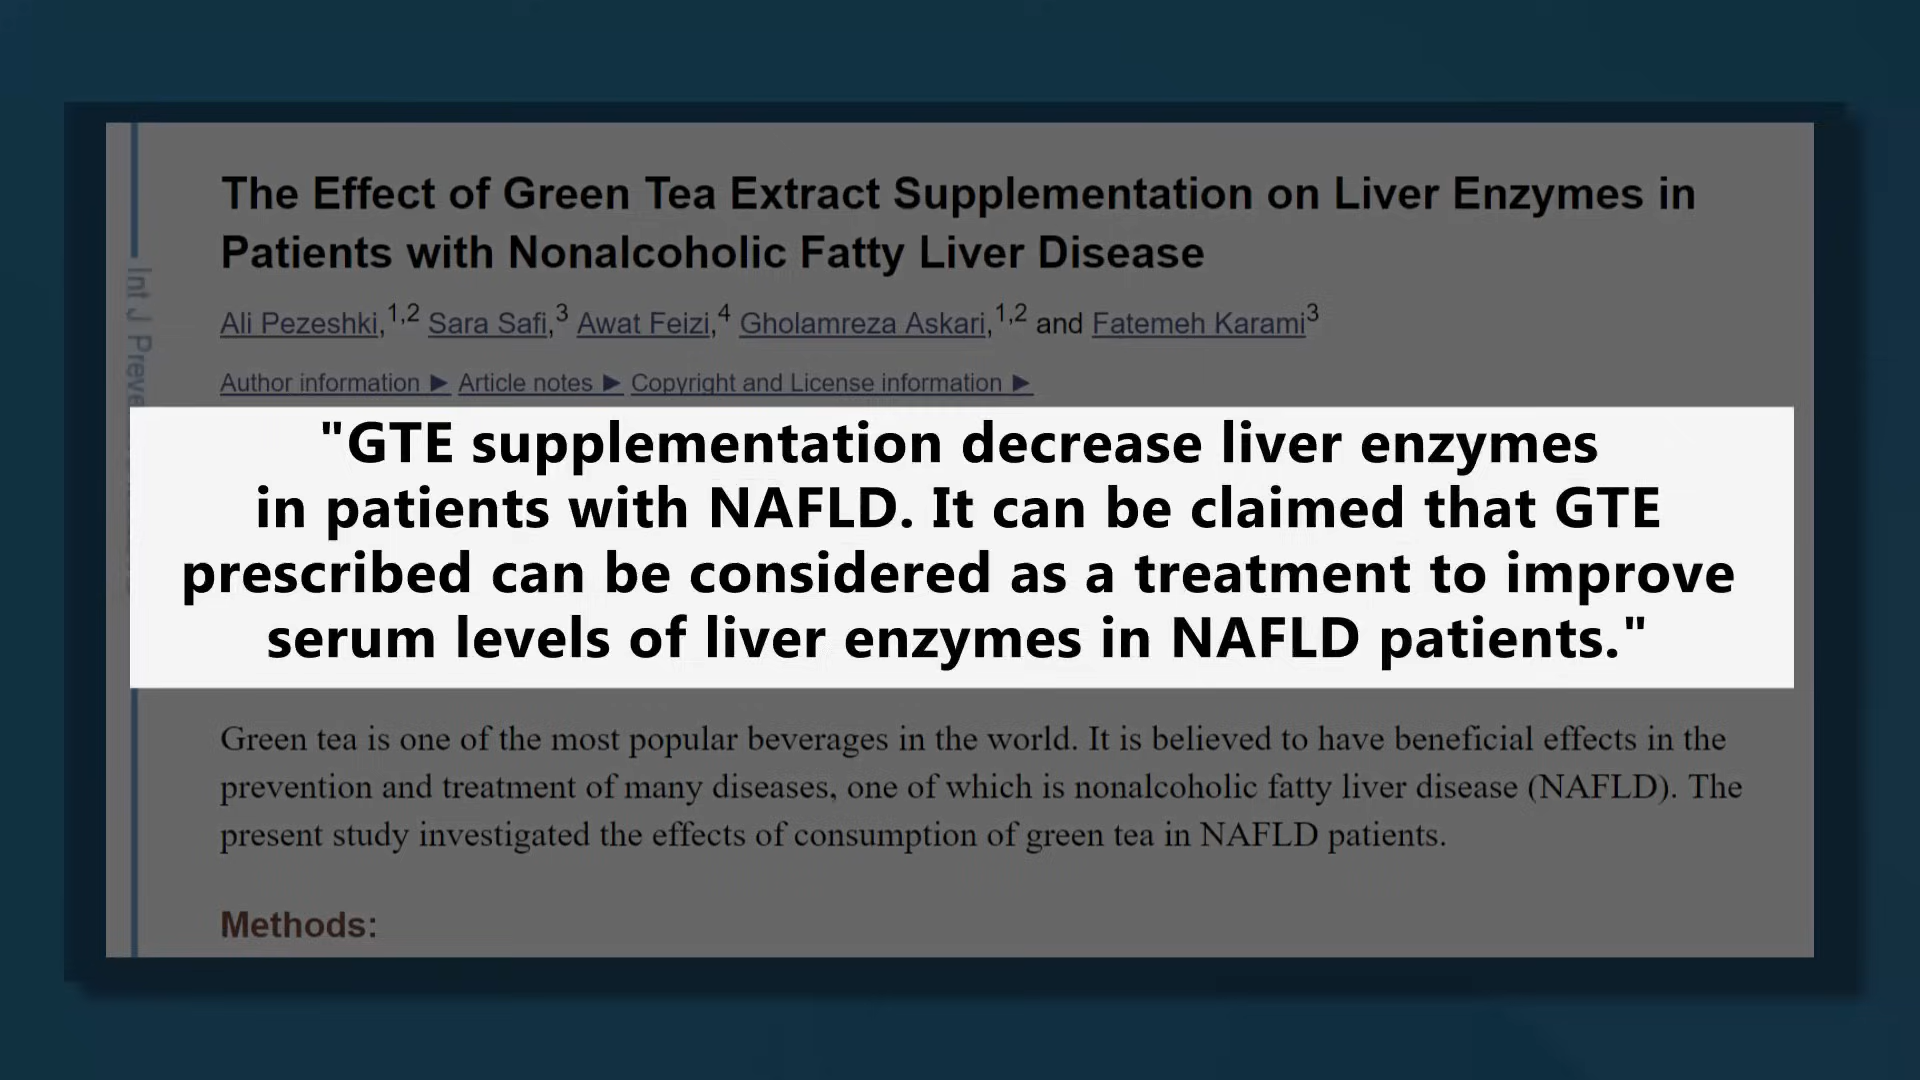 The Effect of Green Tea Extract Supplementation on Liver Enzymes in
Patients with Nonalcoholic Fatty Liver Disease
Ali Pezeshki,1,2 Sara Safi,3 Awat Feizi,4 Gholamreza Askari,1,2 and Fatemeh Karami3
Author information ► Article notes ► Copyright and License information ►
Int J
"GTE supplementation decrease liver enzymes
in patients with NAFLD. It can be claimed that GTE
prescribed can be considered as a treatment to improve
serum levels of liver enzymes in NAFLD patients."
Green tea is one of the most popular beverages in the world. It is believed to have beneficial effects in the
prevention and treatment of many diseases, one of which is nonalcoholic fatty liver disease (NAFLD). The
present study investigated the effects of consumption of green tea in NAFLD patients.
Methods: